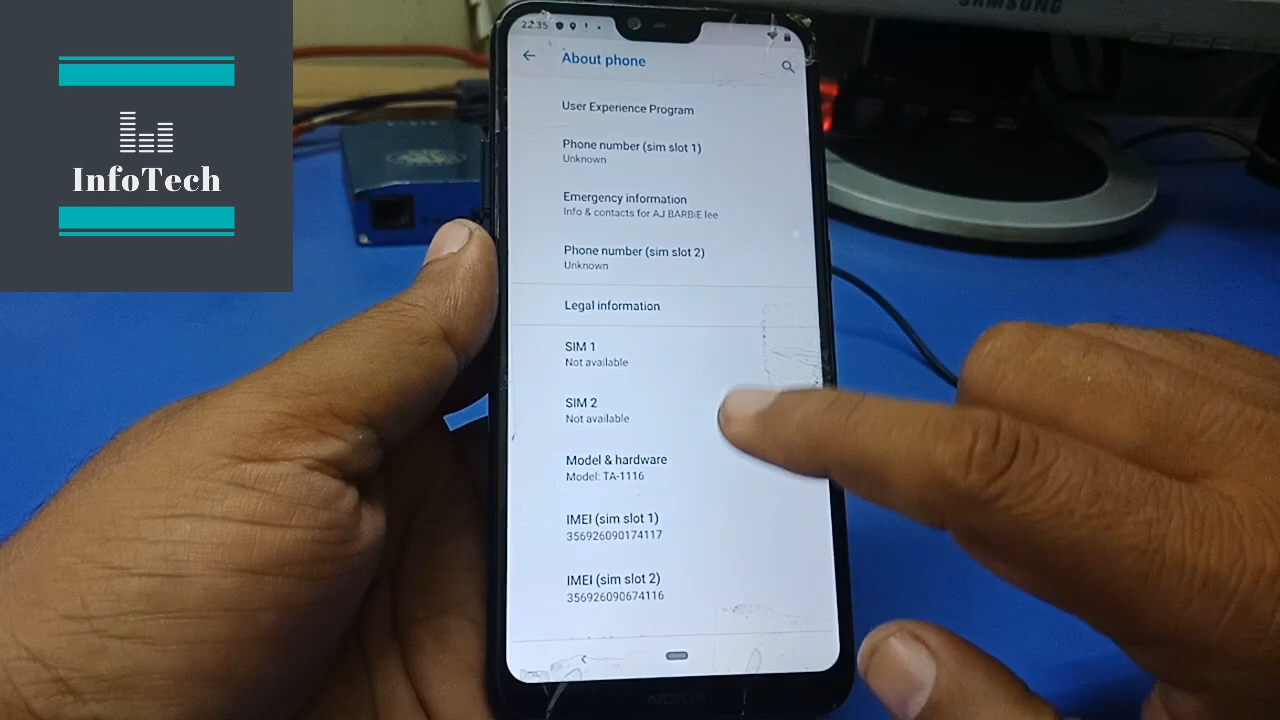 InfoTech
SAMSUNG
22:35
About phone
User Experience Program
Phone number (sim slot 1)
Unknown
Emergency information
Info & contacts for AJ BARBiE lee
Phone number (sim slot 2)
Unknown
Legal information
SIM 1
Not available
SIM 2
Not available
Model & hardware
Model: TA-1116
IMEI (sim slot 1)
356926090174117
IMEI (sim slot 2)
356926090674116
NOKIA